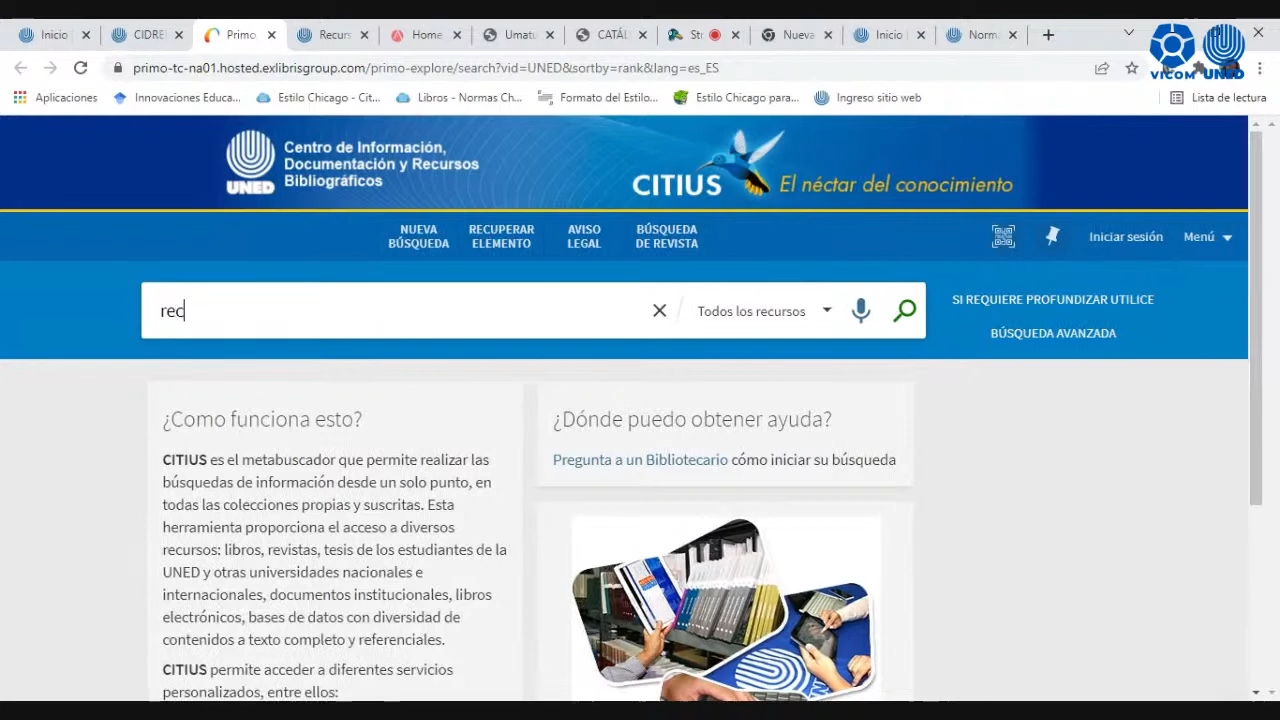 Inicio
CIDRE
Primo
Recurs
Home
Umatu
CATÁL
Str
Nueva
Inicio
Norma
VICOM UNED
primo-tc-na01.hosted.exlibrisgroup.com/primo-explore/search?vid=UNED&sortby=rank&lang=es_ES
Aplicaciones
Innovaciones Educa...
Estilo Chicago - Cit...
Libros - Normas Ch...
Formato del Estilo...
Estilo Chicago para...
Ingreso sitio web
Lista de lectura
UNED
Centro de Información,
Documentación y Recursos
Bibliográficos
CITIUS El néctar del conocimiento
NUEVA
BÚSQUEDA
RECUPERAR
ELEMENTO
AVISO
LEGAL
BÚSQUEDA
DE REVISTA
Iniciar sesión
Menú
rec
Todos los recursos
SI REQUIERE PROFUNDIZAR UTILICE
BÚSQUEDA AVANZADA
¿Como funciona esto?
CITIUS es el metabuscador que permite realizar las
búsquedas de información desde un solo punto, en
todas las colecciones propias y suscritas. Esta
herramienta proporciona el acceso a diversos
recursos: libros, revistas, tesis de los estudiantes de la
UNED y otras universidades nacionales e
internacionales, documentos institucionales, libros
electrónicos, bases de datos con diversidad de
contenidos a texto completo y referenciales.
CITIUS permite acceder a diferentes servicios
personalizados, entre ellos:
¿Dónde puedo obtener ayuda?
Pregunta a un Bibliotecario cómo iniciar su búsqueda